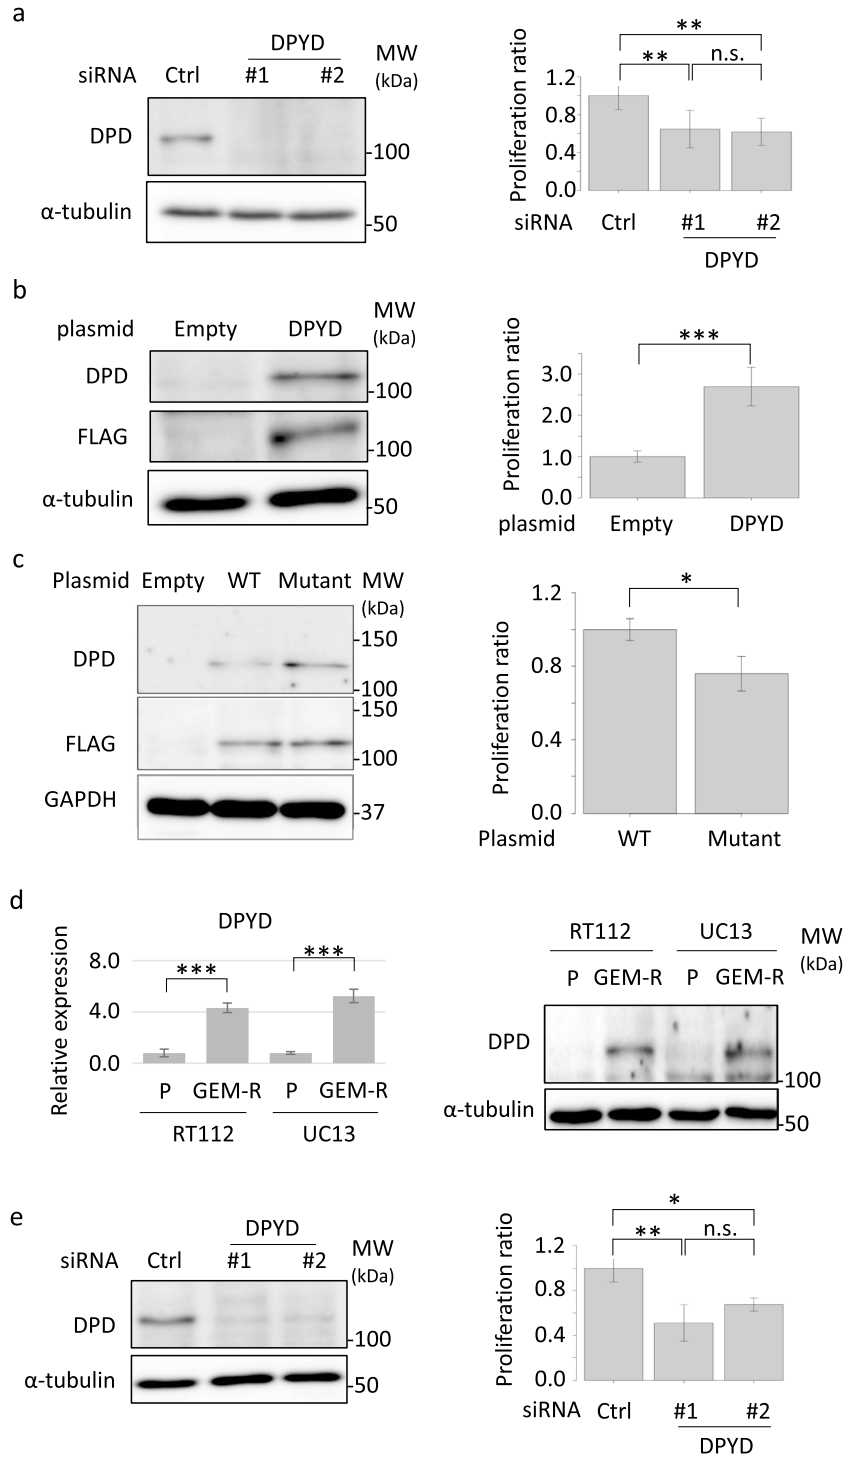 a
DPYD
MW
siRNA Ctrl #1 #2 (kDa)
DPD
-100
α-tubulin
-50
** 
** n.s.
Proliferation ratio
1.2
0.8
0.4
0.0
siRNA Ctrl #1 #2
DPYD
b
MW
plasmid Empty DPYD (kDa)
DPD
-100
FLAG
-100
α-tubulin
-50
***
Proliferation ratio
3.0
2.0
1.0
0.0
plasmid Empty DPYD
c
Plasmid Empty WT Mutant MW
(kDa)
-150
DPD
-100
-150
FLAG
-100
GAPDH
-37
*
Proliferation ratio
1.2
0.8
0.4
0.0
Plasmid WT Mutant
d
DPYD
Relative expression
8.0
4.0
0.0
*** ***
P GEM-R P GEM-R
RT112 UC13
RT112 UC13 MW
(kDa)
P GEM-R P GEM-R
DPD
-100
α-tubulin
-50
e
DPYD
MW
siRNA Ctrl #1 #2 (kDa)
DPD
-100
α-tubulin
-50
*
** n.s.
Proliferation ratio
1.2
0.8
0.4
0.0
siRNA Ctrl #1 #2
DPYD